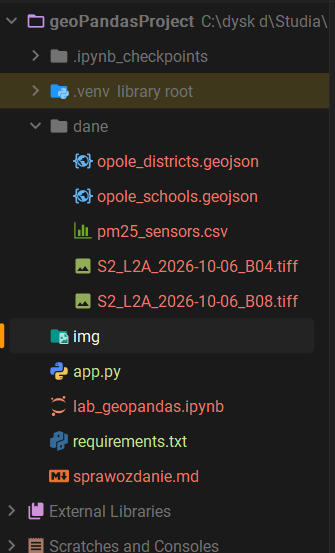 geoPandasProject C:\dysk d\Studia\
.ipynb_checkpoints
.venv library root
dane
opole_districts.geojson
opole_schools.geojson
pm25_sensors.csv
S2_L2A_2026-10-06_B04.tiff
S2_L2A_2026-10-06_B08.tiff
img
app.py
lab_geopandas.ipynb
requirements.txt
sprawozdanie.md
External Libraries
Scratches and Consoles